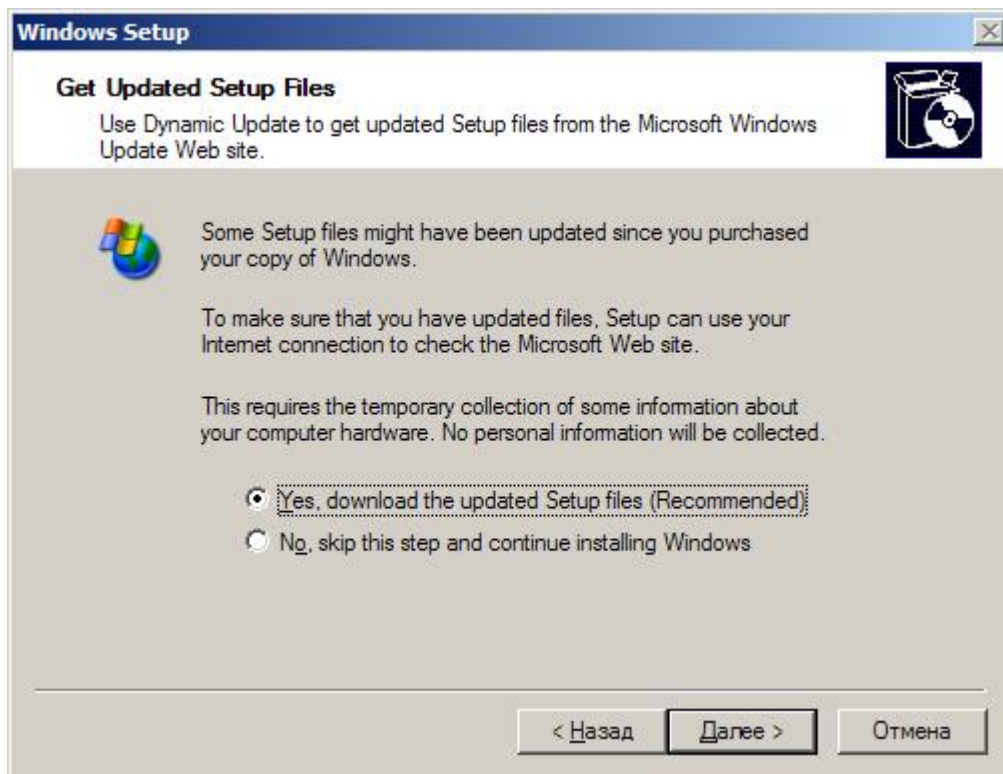 Windows Setup
Get Updated Setup Files
Use Dynamic Update to get updated Setup files from the Microsoft Windows
Update Web site.
Some Setup files might have been updated since you purchased
your copy of Windows.
To make sure that you have updated files, Setup can use your
Internet connection to check the Microsoft Web site.
This requires the temporary collection of some information about
your computer hardware. No personal information will be collected.
Yes, download the updated Setup files (Recommended)
No, skip this step and continue installing Windows
< Назад Далее > Отмена